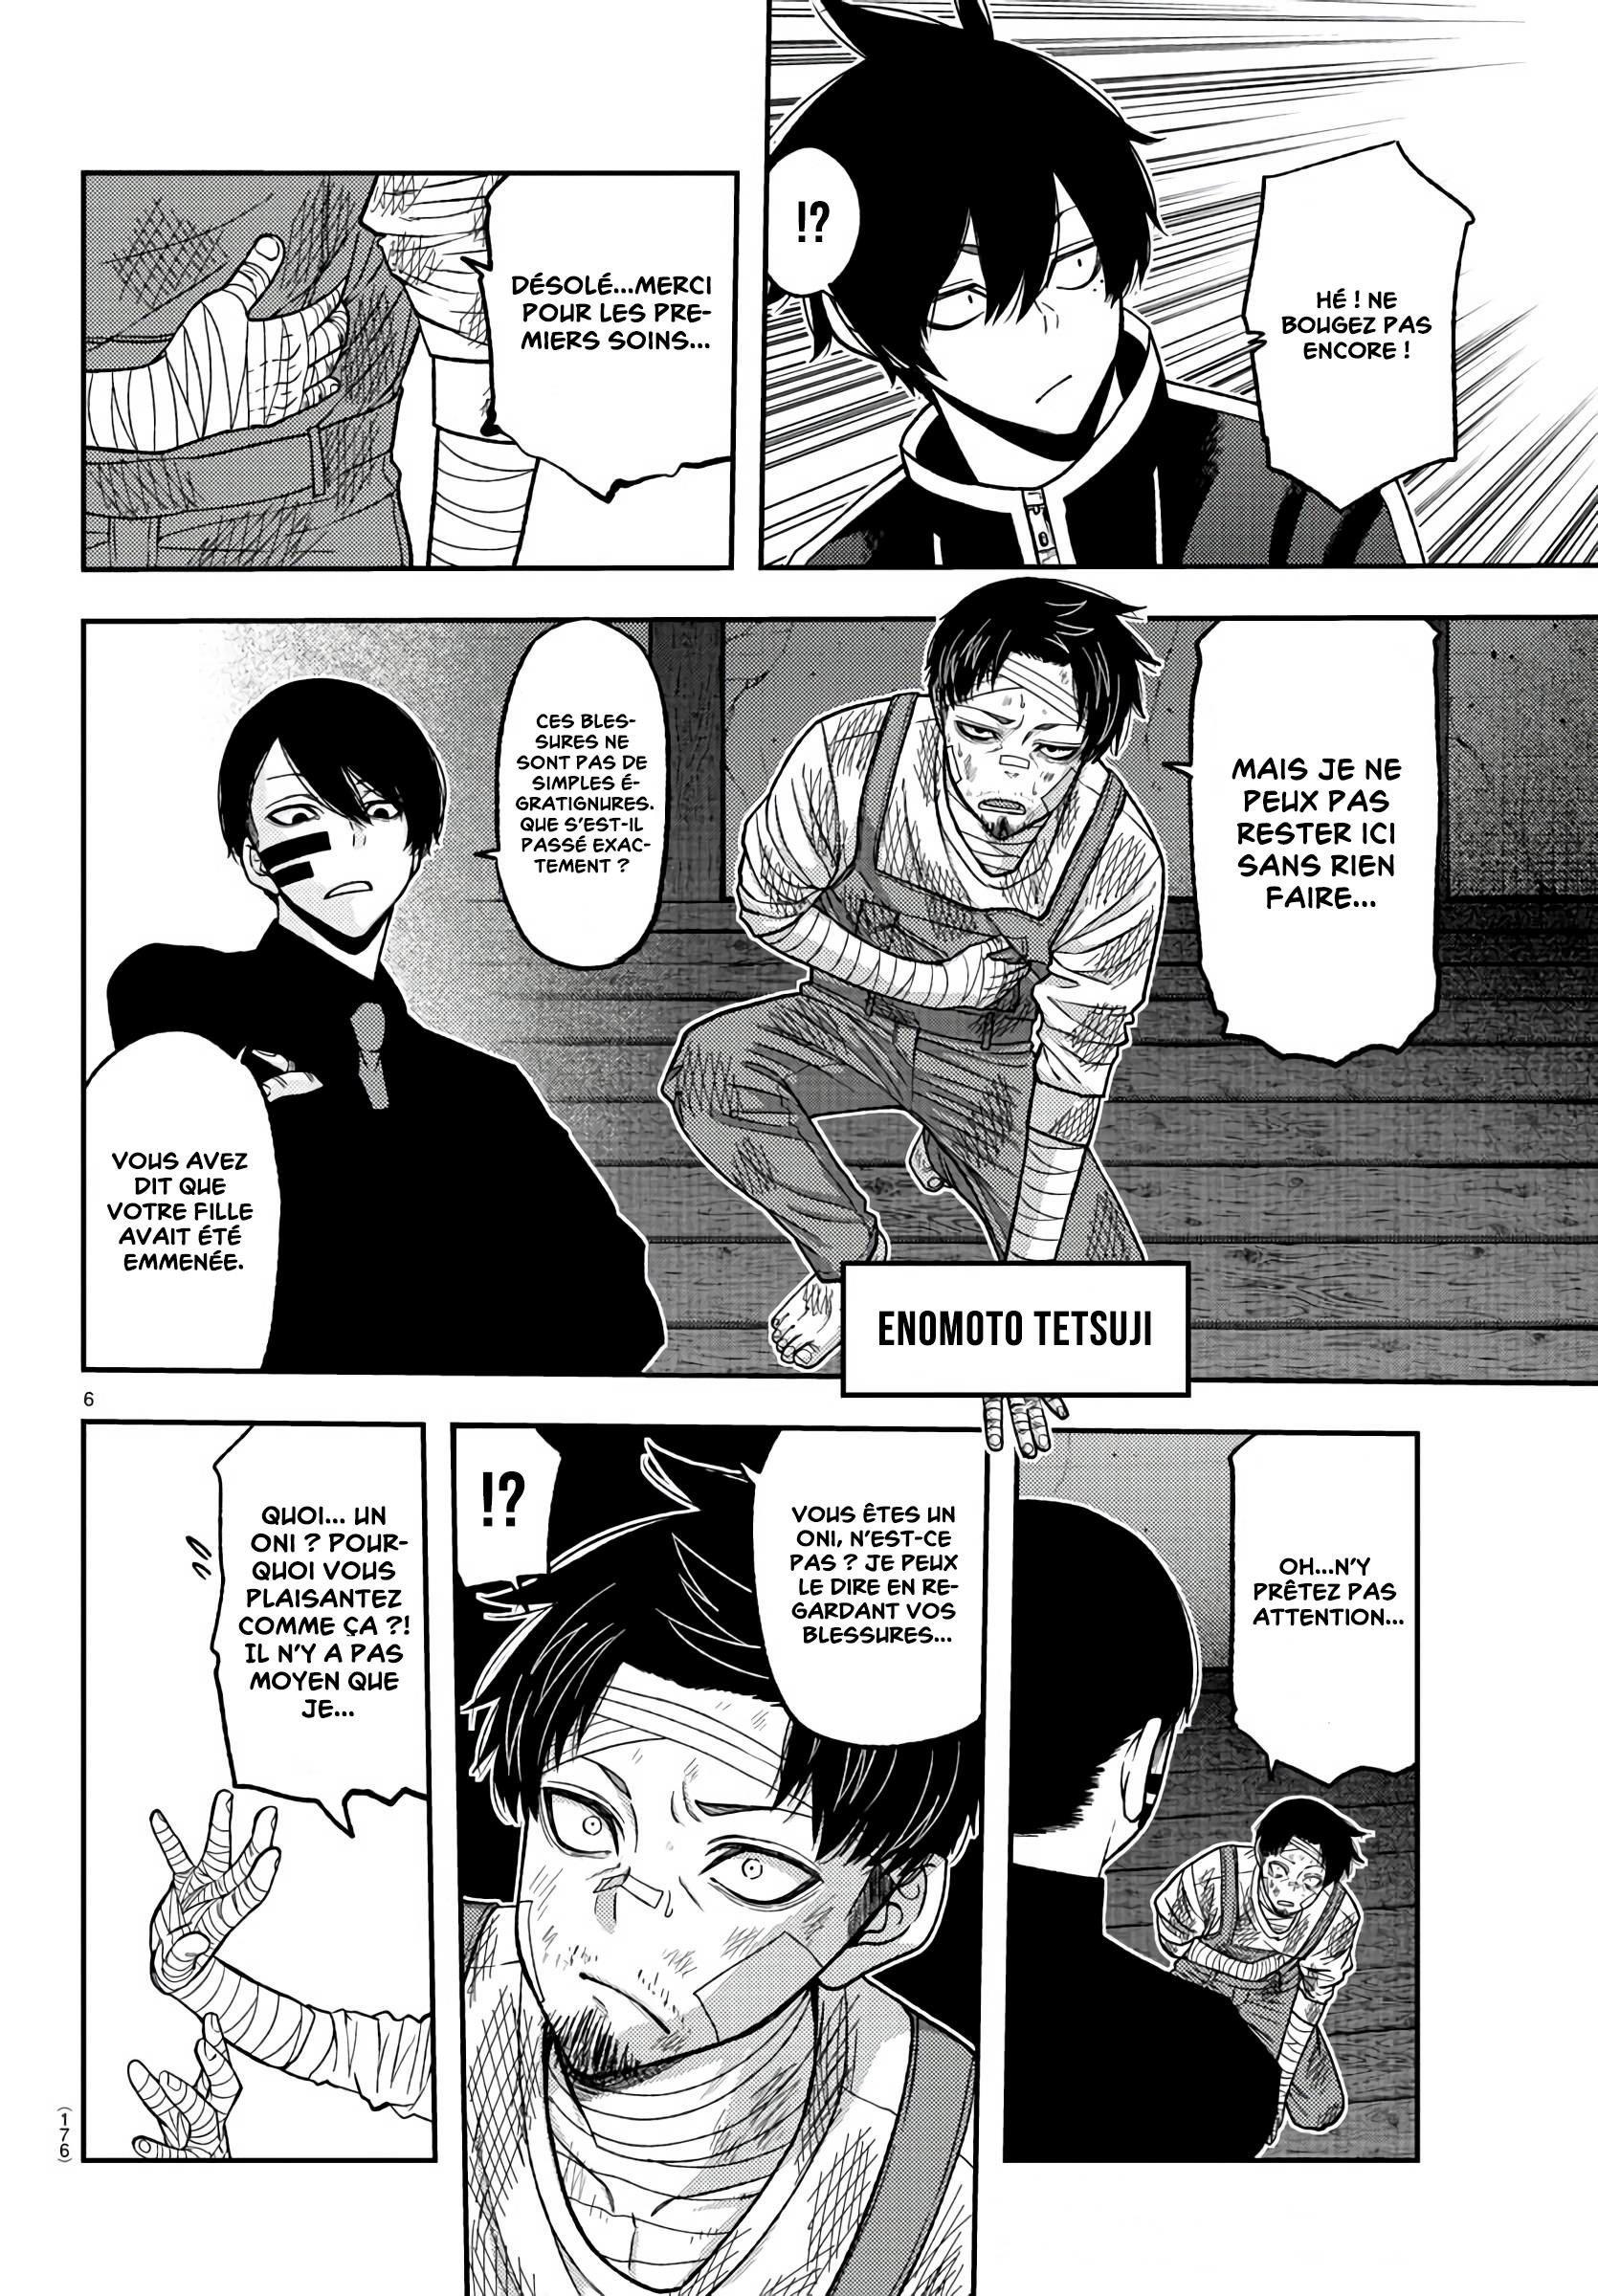 HÉ ! NE
BOUGEZ PAS
ENCORE !
!?
DÉSOLÉ...MERCI
POUR LES PRE-
MIERS SOINS...
MAIS JE NE
PEUX PAS
RESTER ICI
SANS RIEN
FAIRE...
CES BLES-
SURES NE
SONT PAS DE
SIMPLES É-
GRATIGNURES.
QUE S'EST-IL
PASSÉ EXAC-
TEMENT ?
VOUS AVEZ
DIT QUE
VOTRE FILLE
AVAIT ÉTÉ
EMMENÉE.
ENOMOTO TETSUJI
6
OH...N'Y
PRÊTEZ PAS
ATTENTION...
VOUS ÊTES UN
ONI, N'EST-CE
PAS ? JE PEUX
LE DIRE EN RE-
GARDANT VOS
BLESSURES...
!?
QUOI... UN
ONI ? POUR-
QUOI VOUS
PLAISANTEZ
COMME ÇA ?!
IL N'Y A PAS
MOYEN QUE
JE...
(176)